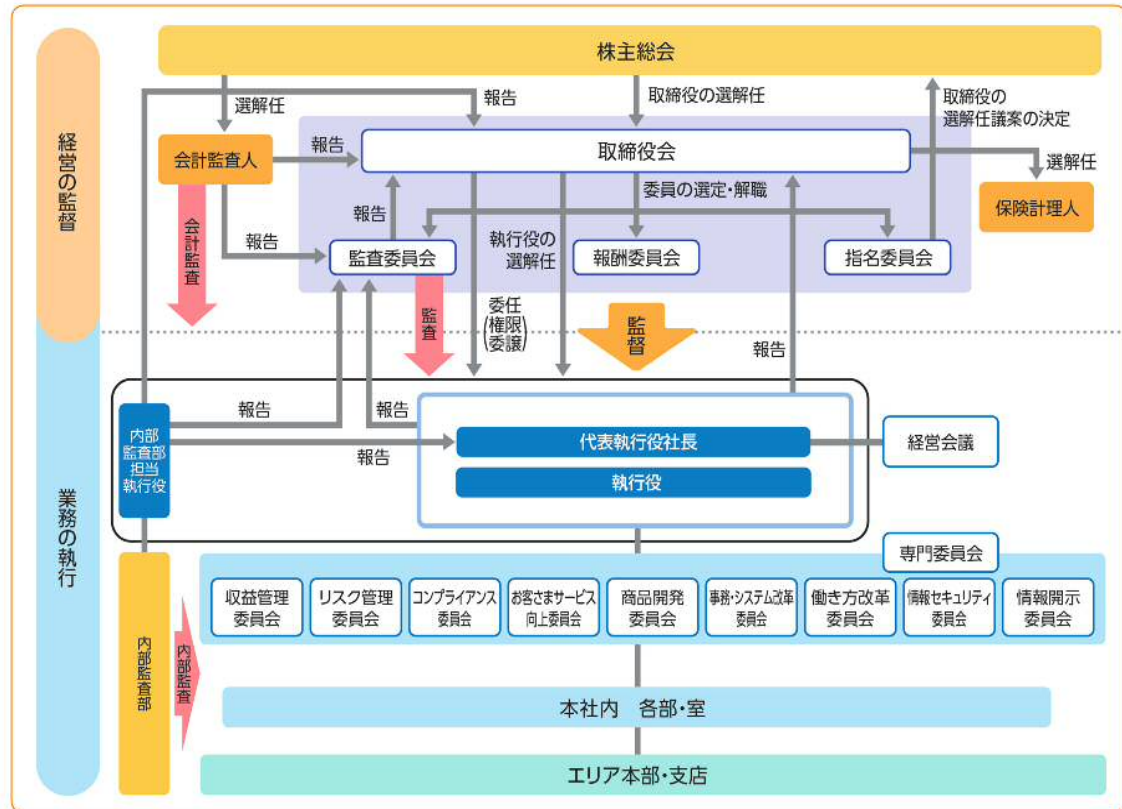 株主総会
経営の監督
選解任
報告
取締役の選解任
取締役の
選解任議案の決定
会計監査人
報告
取締役会
選解任
保険計理人
委員の選定・解職
報告
会計監査
報告
監査委員会
執行役の
選解任
報酬委員会
指名委員会
監査
委任
(権限
委譲)
監督
報告
業務の執行
報告
報告
内部
監査部
担当
執行役
報告
代表執行役社長
経営会議
執行役
専門委員会
収益管理
委員会
リスク管理
委員会
コンプライアンス
委員会
お客さまサービス
向上委員会
商品開発
委員会
事務・システム改革
委員会
働き方改革
委員会
情報セキュリティ
委員会
情報開示
委員会
内部監査部
内部監査
本社内 各部・室
エリア本部・支店